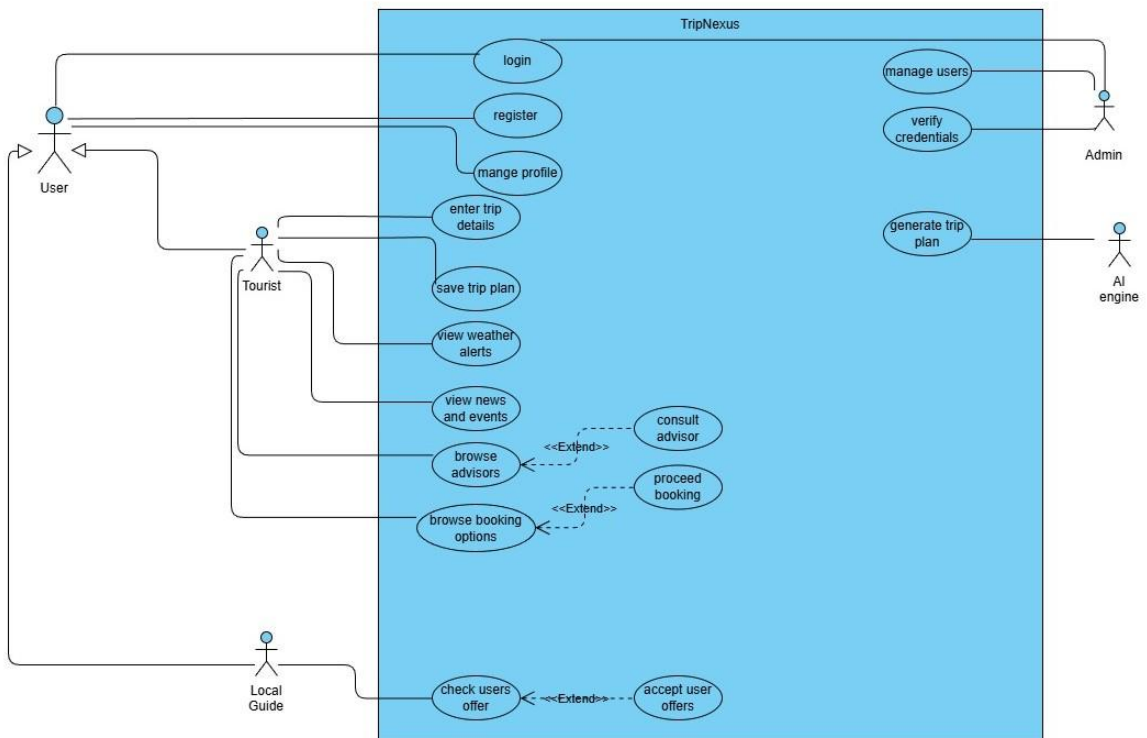 TripNexus
login
manage users
register
verify
credentials
Admin
User
mange profile
enter trip
details
generate trip
plan
Tourist
save trip plan
AI
engine
view weather
alerts
view news
and events
consult
advisor
<<Extend>>
browse
advisors
proceed
booking
<<Extend>>
browse booking
options
Local
Guide
check users
offer
<<Extend>>
accept user
offers